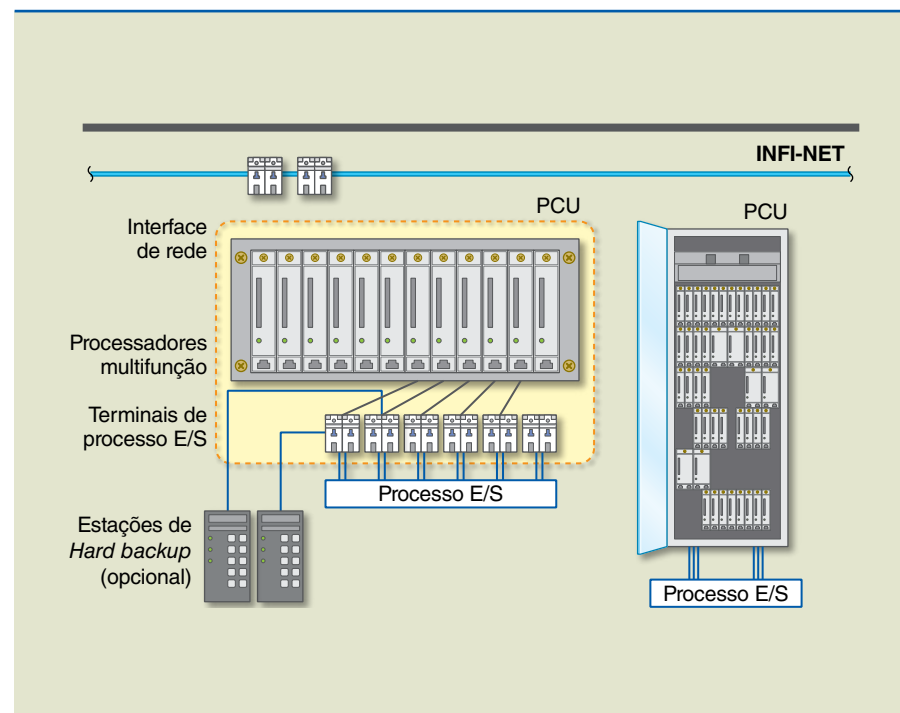 INFI-NET
PCU
PCU
Interface
de rede
Processadores
multifunção
Terminais de
processo E/S
Processo E/S
Estações de
Hard backup
(opcional)
Processo E/S